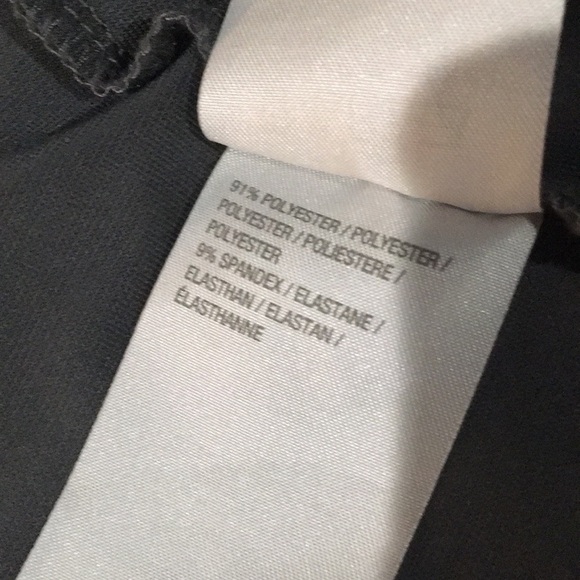 91% POLYESTER / POLYESTER /
POLYESTER / POLIESTERE /
POLYESTER
9% SPANDEX / ELASTANE /
ELASTHAN / ELASTAN /
ÉLASTHANNE